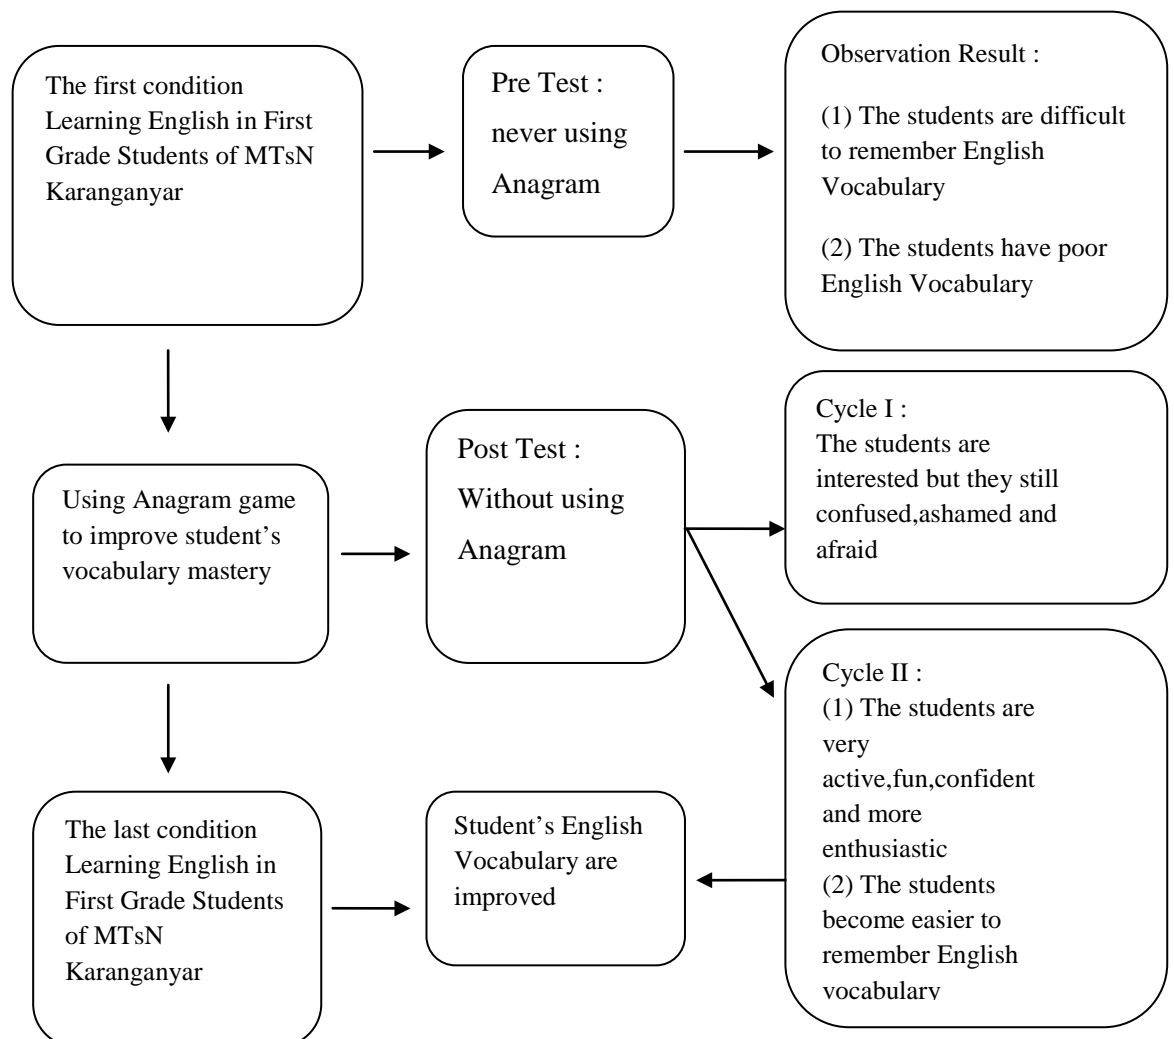 The first condition
Learning English in First
Grade Students of MTsN
Karanganyar
Pre Test :
never using
Anagram
Observation Result :
(1) The students are difficult
to remember English
Vocabulary
(2) The students have poor
English Vocabulary
Using Anagram game
to improve student’s
vocabulary mastery
Post Test :
Without using
Anagram
Cycle I :
The students are
interested but they still
confused,ashamed and
afraid
Cycle II :
(1) The students are
very
active,fun,confident
and more
enthusiastic
(2) The students
become easier to
remember English
vocabulary
The last condition
Learning English in
First Grade Students
of MTsN
Karanganyar
Student’s English
Vocabulary are
improved